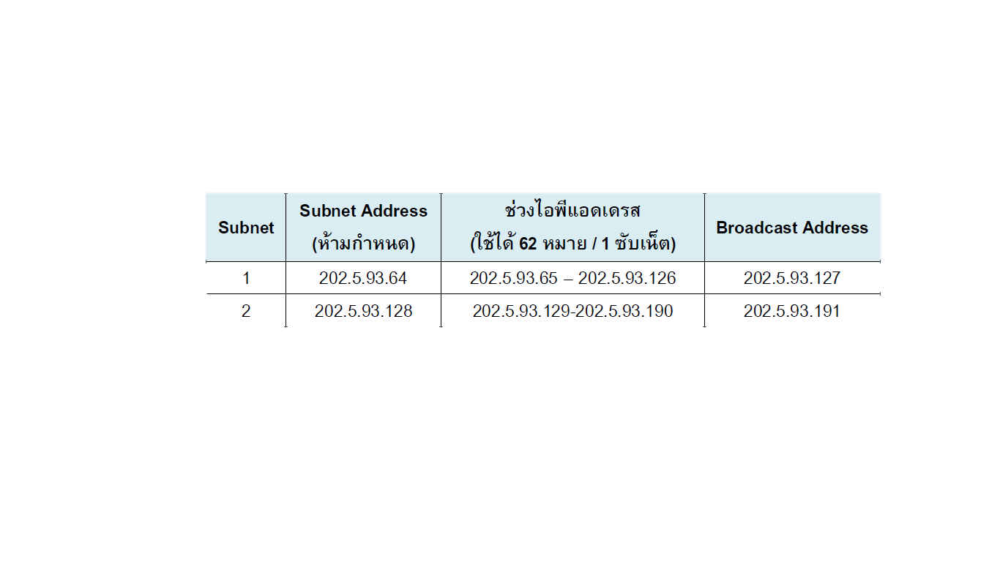 Subnet
Subnet Address
(ห้ามกำหนด)
ช่วงไอพีแอดเดรส
(ใช้ได้ 62 หมาย / 1 ซับเน็ต)
Broadcast Address
1
202.5.93.64
202.5.93.65 – 202.5.93.126
202.5.93.127
2
202.5.93.128
202.5.93.129-202.5.93.190
202.5.93.191